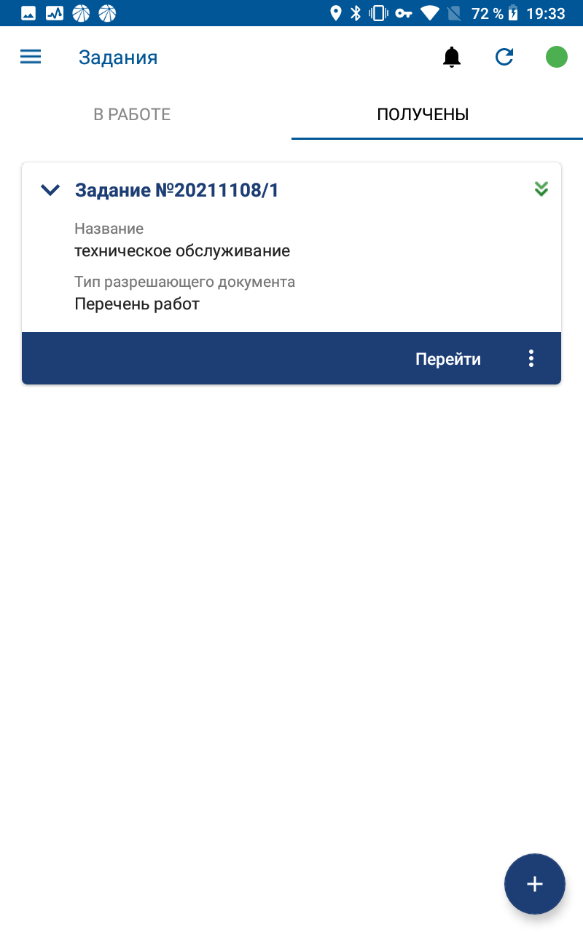 72 % 19:33
Задания
В РАБОТЕ ПОЛУЧЕНЫ
Задание №20211108/1
Название
техническое обслуживание
Тип разрешающего документа
Перечень работ
Перейти